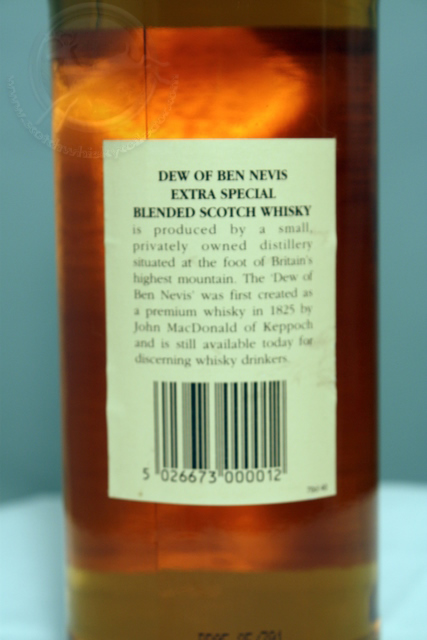 DEW OF BEN NEVIS
EXTRA SPECIAL
BLENDED SCOTCH WHISKY
is produced by a small,
privately owned distillery
situated at the foot of Britain's
highest mountain. The 'Dew of
Ben Nevis' was first created as
a premium whisky in 1825 by
John MacDonald of Keppoch
and is still available today for
discerning whisky drinkers.
5 026673 000012